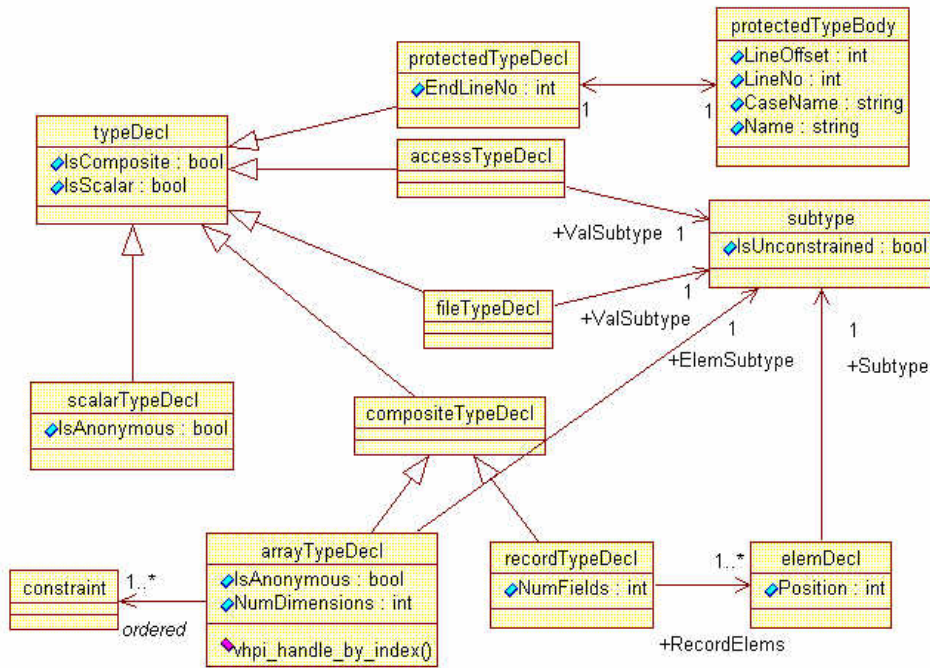 protectedTypeDecl
EndLineNo : int
1
1
protectedTypeBody
LineOffset : int
LineNo : int
CaseName : string
Name : string
typeDecl
IsComposite : bool
IsScalar : bool
accessTypeDecl
+ValSubtype
1
subtype
IsUnconstrained : bool
fileTypeDecl
1
+ValSubtype
1
+ElemSubtype
1
+Subtype
scalarTypeDecl
IsAnonymous : bool
compositeTypeDecl
constraint
1..*
ordered
arrayTypeDecl
IsAnonymous : bool
NumDimensions : int
vhpi_handle_by_index()
recordTypeDecl
NumFields : int
1..*
+RecordElems
elemDecl
Position : int